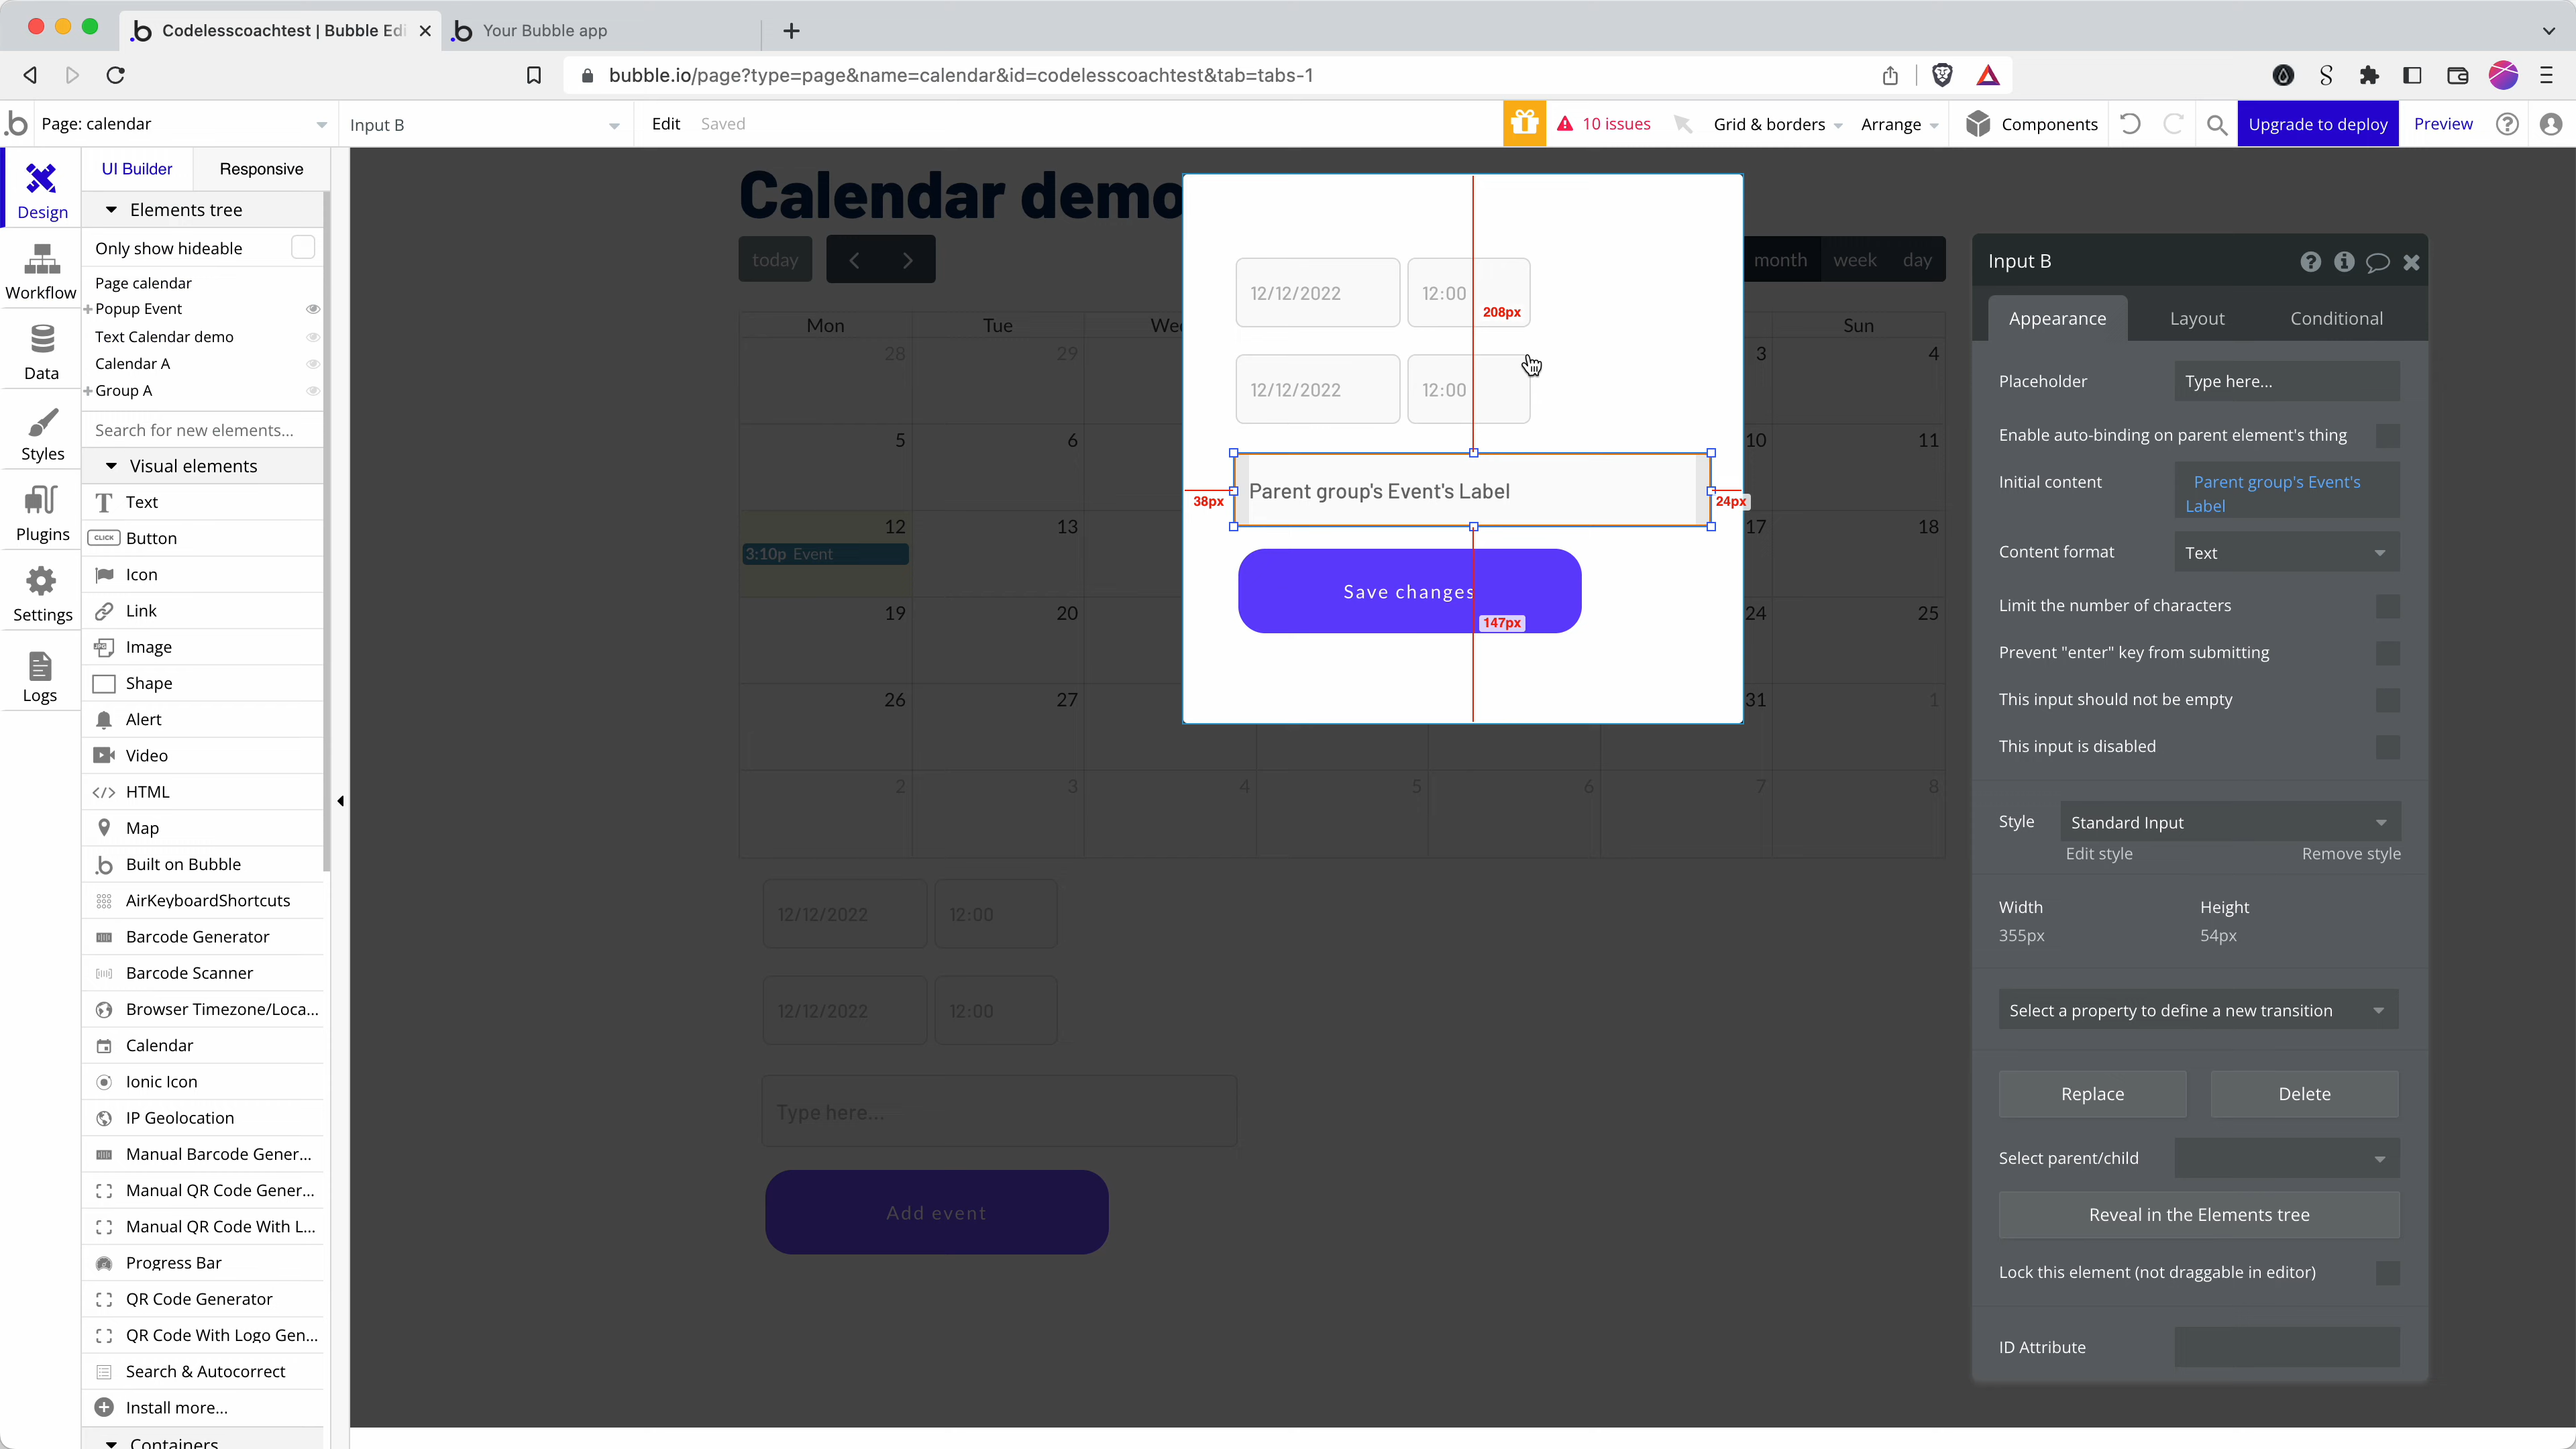 Codelesscoachtest | Bubble Edi
Your Bubble app
bubble.io/page?type=page&name=calendar&id=codelesscoachtest&tab=tabs-1
Page: calendar
Input B
Edit
Saved
10 issues
Grid & borders
Arrange
Components
Upgrade to deploy
Preview
Design
Workflow
Data
Styles
Plugins
Settings
Logs
UI Builder
Responsive
Elements tree
Only show hideable
Page calendar
Popup Event
Text Calendar demo
Calendar A
Group A
Search for new elements...
Visual elements
Text
CLICK
Button
Icon
Link
Image
Shape
Alert
Video
HTML
Map
Built on Bubble
AirKeyboardShortcuts
Barcode Generator
Barcode Scanner
Browser Timezone/Loca...
Calendar
Ionic Icon
IP Geolocation
Manual Barcode Gener...
Manual QR Code Gener...
Manual QR Code With L...
Progress Bar
QR Code Generator
QR Code With Logo Gen...
Search & Autocorrect
Install more...
Containers
Calendar demo
today
month
week
day
Mon
Tue
We
Sun
28
29
3
4
5
6
10
11
12
13
17
18
3:10p Event
19
20
24
25
26
27
31
1
2
3
4
5
6
7
8
12/12/2022
12:00
208px
12/12/2022
12:00
Parent group's Event's Label
38px
24px
Save changes
147px
12/12/2022
12:00
12/12/2022
12:00
Type here...
Add event
Input B
Appearance
Layout
Conditional
Placeholder
Type here...
Enable auto-binding on parent element's thing
Initial content
Parent group's Event's
Label
Content format
Text
Limit the number of characters
Prevent "enter" key from submitting
This input should not be empty
This input is disabled
Style
Standard Input
Edit style
Remove style
Width
Height
355px
54px
Select a property to define a new transition
Replace
Delete
Select parent/child
Reveal in the Elements tree
Lock this element (not draggable in editor)
ID Attribute